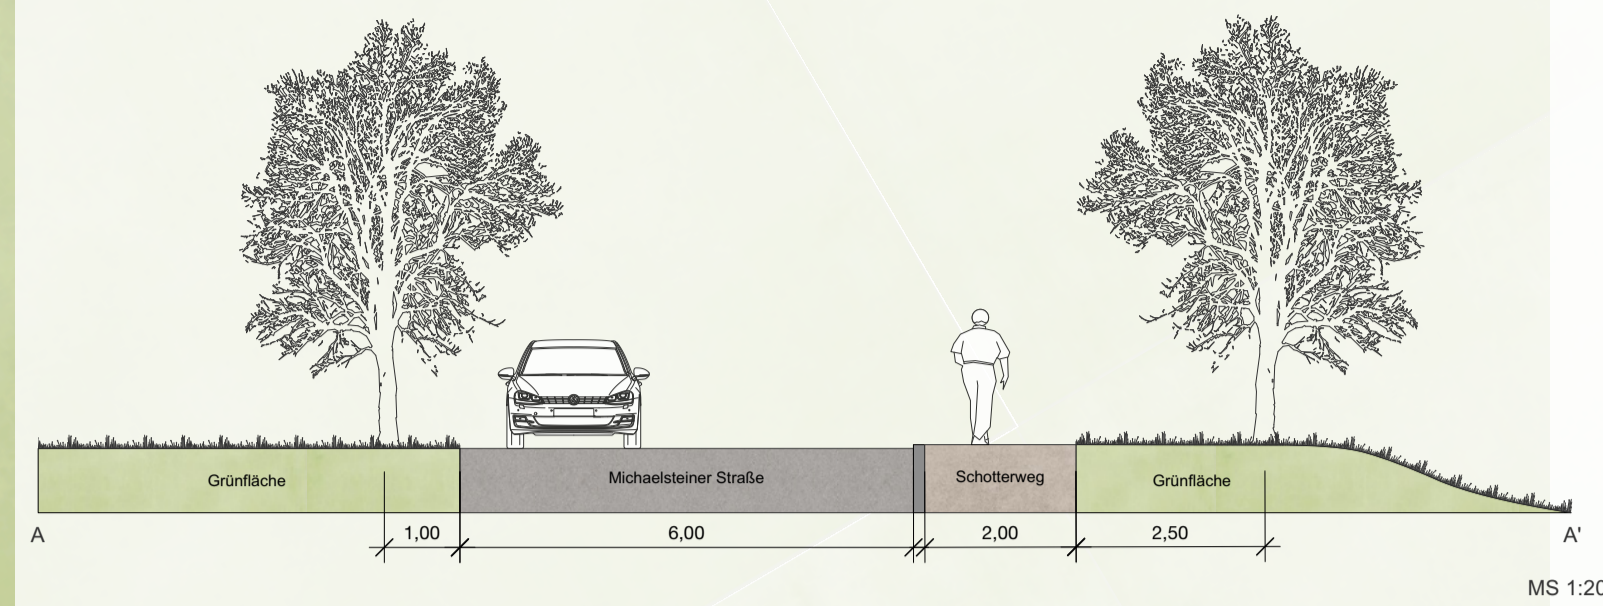 Grünfläche
Michaelsteiner Straße
Schotterweg
Grünfläche
A
1,00
6,00
2,00
2,50
A'
MS 1:20